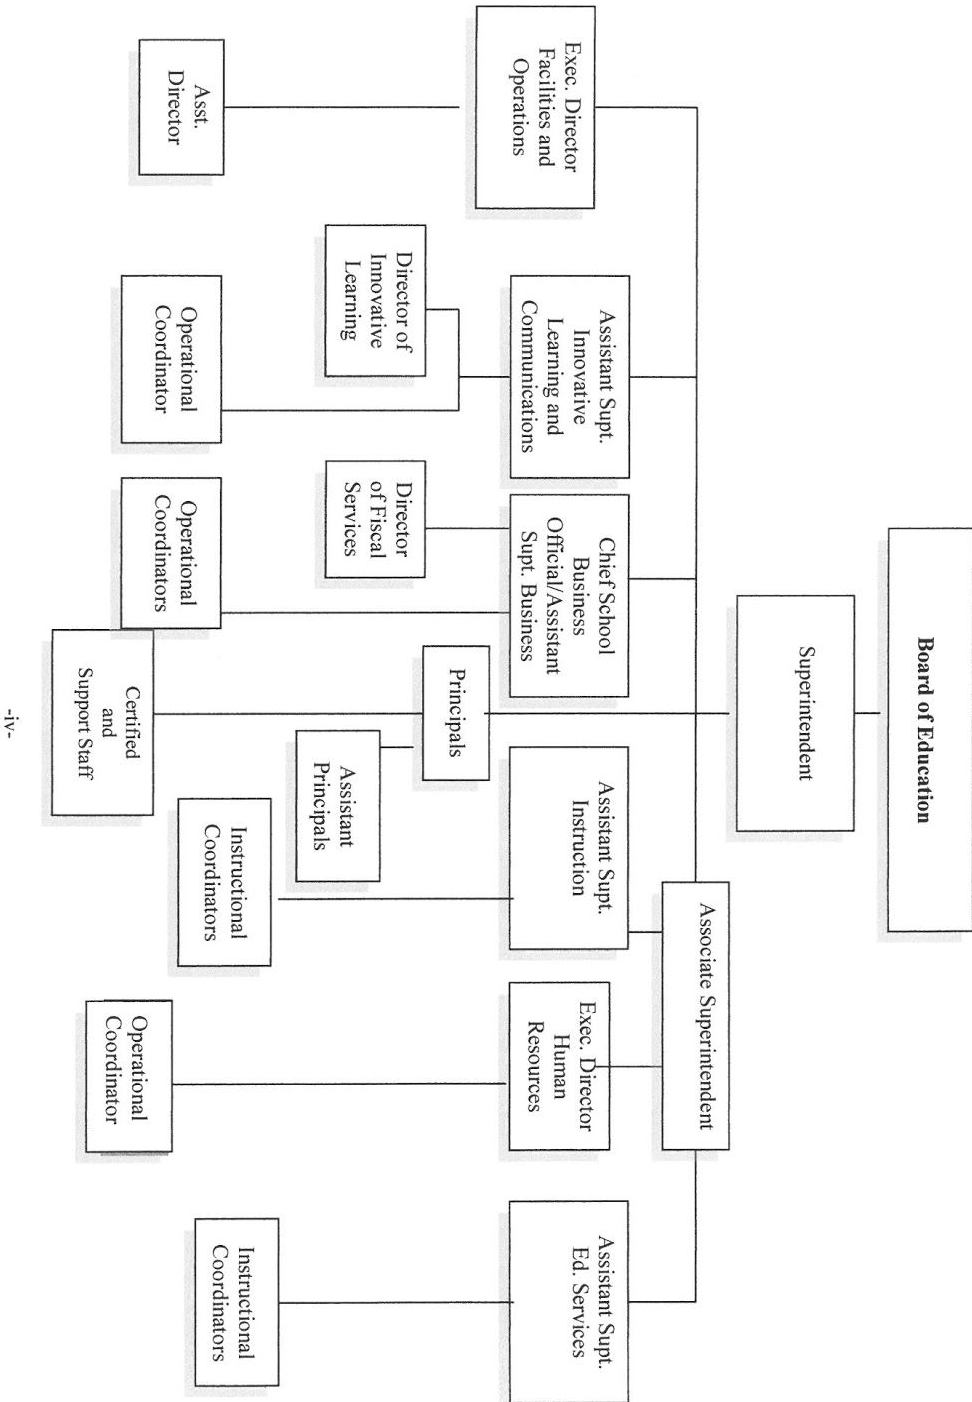 Board of Education
Superintendent
Associate Superintendent
Exec. Director
Facilities and
Operations
Assistant Supt.
Innovative
Learning and
Communications
Chief School
Business
Official/Assistant
Supt. Business
Assistant Supt.
Instruction
Exec. Director
Human
Resources
Assistant Supt.
Ed. Services
Principals
Director of
Innovative
Learning
Director
of Fiscal
Services
Assistant
Principals
Asst.
Director
Operational
Coordinator
Operational
Coordinators
Instructional
Coordinators
Operational
Coordinator
Instructional
Coordinators
Certified
and
Support Staff
-iv-